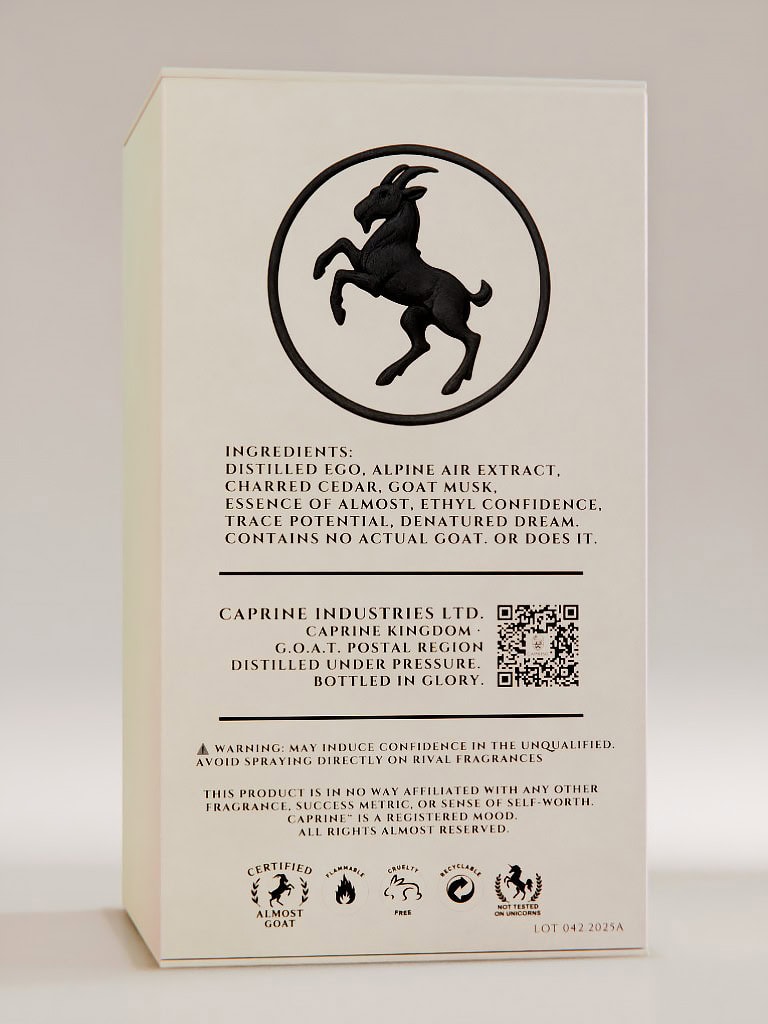 INGREDIENTS:
DISTILLED EGO, ALPINE AIR EXTRACT,
CHARRED CEDAR, GOAT MUSK,
ESSENCE OF ALMOST, ETHYL CONFIDENCE,
TRACE POTENTIAL, DENATURED DREAM.
CONTAINS NO ACTUAL GOAT. OR DOES IT.
CAPRINE INDUSTRIES LTD.
CAPRINE KINGDOM ·
G.O.A.T. POSTAL REGION
DISTILLED UNDER PRESSURE.
BOTTLED IN GLORY.
⚠ WARNING: MAY INDUCE CONFIDENCE IN THE UNQUALIFIED.
AVOID SPRAYING DIRECTLY ON RIVAL FRAGRANCES
THIS PRODUCT IS IN NO WAY AFFILIATED WITH ANY OTHER
FRAGRANCE, SUCCESS METRIC, OR SENSE OF SELF-WORTH.
CAPRINE™ IS A REGISTERED MOOD.
ALL RIGHTS ALMOST RESERVED.
CERTIFIED
ALMOST
GOAT
FLAMMABLE
CRUELTY
FREE
RECYCLABLE
NOT TESTED
ON UNICORNS
LOT 042.2025A